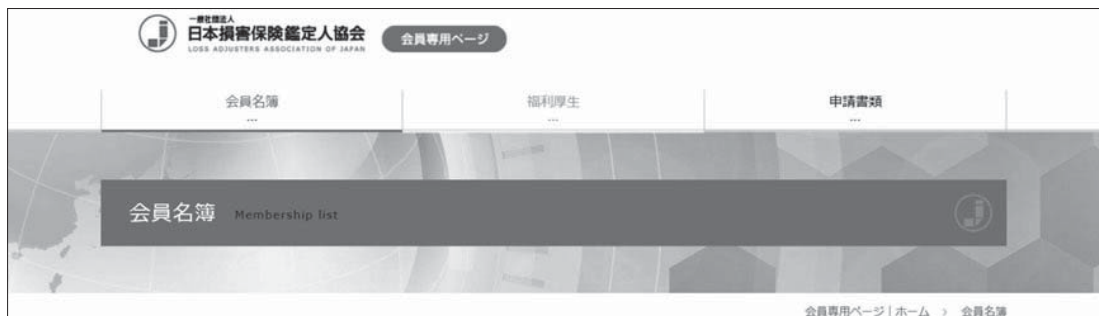 一般社団法人
日本損害保険鑑定人協会
LOSS ADJUSTERS ASSOCIATION OF JAPAN
会員専用ページ
会員名簿
...
福利厚生
...
申請書類
...
会員名簿 Membership list
会員専用ページ | ホーム > 会員名簿